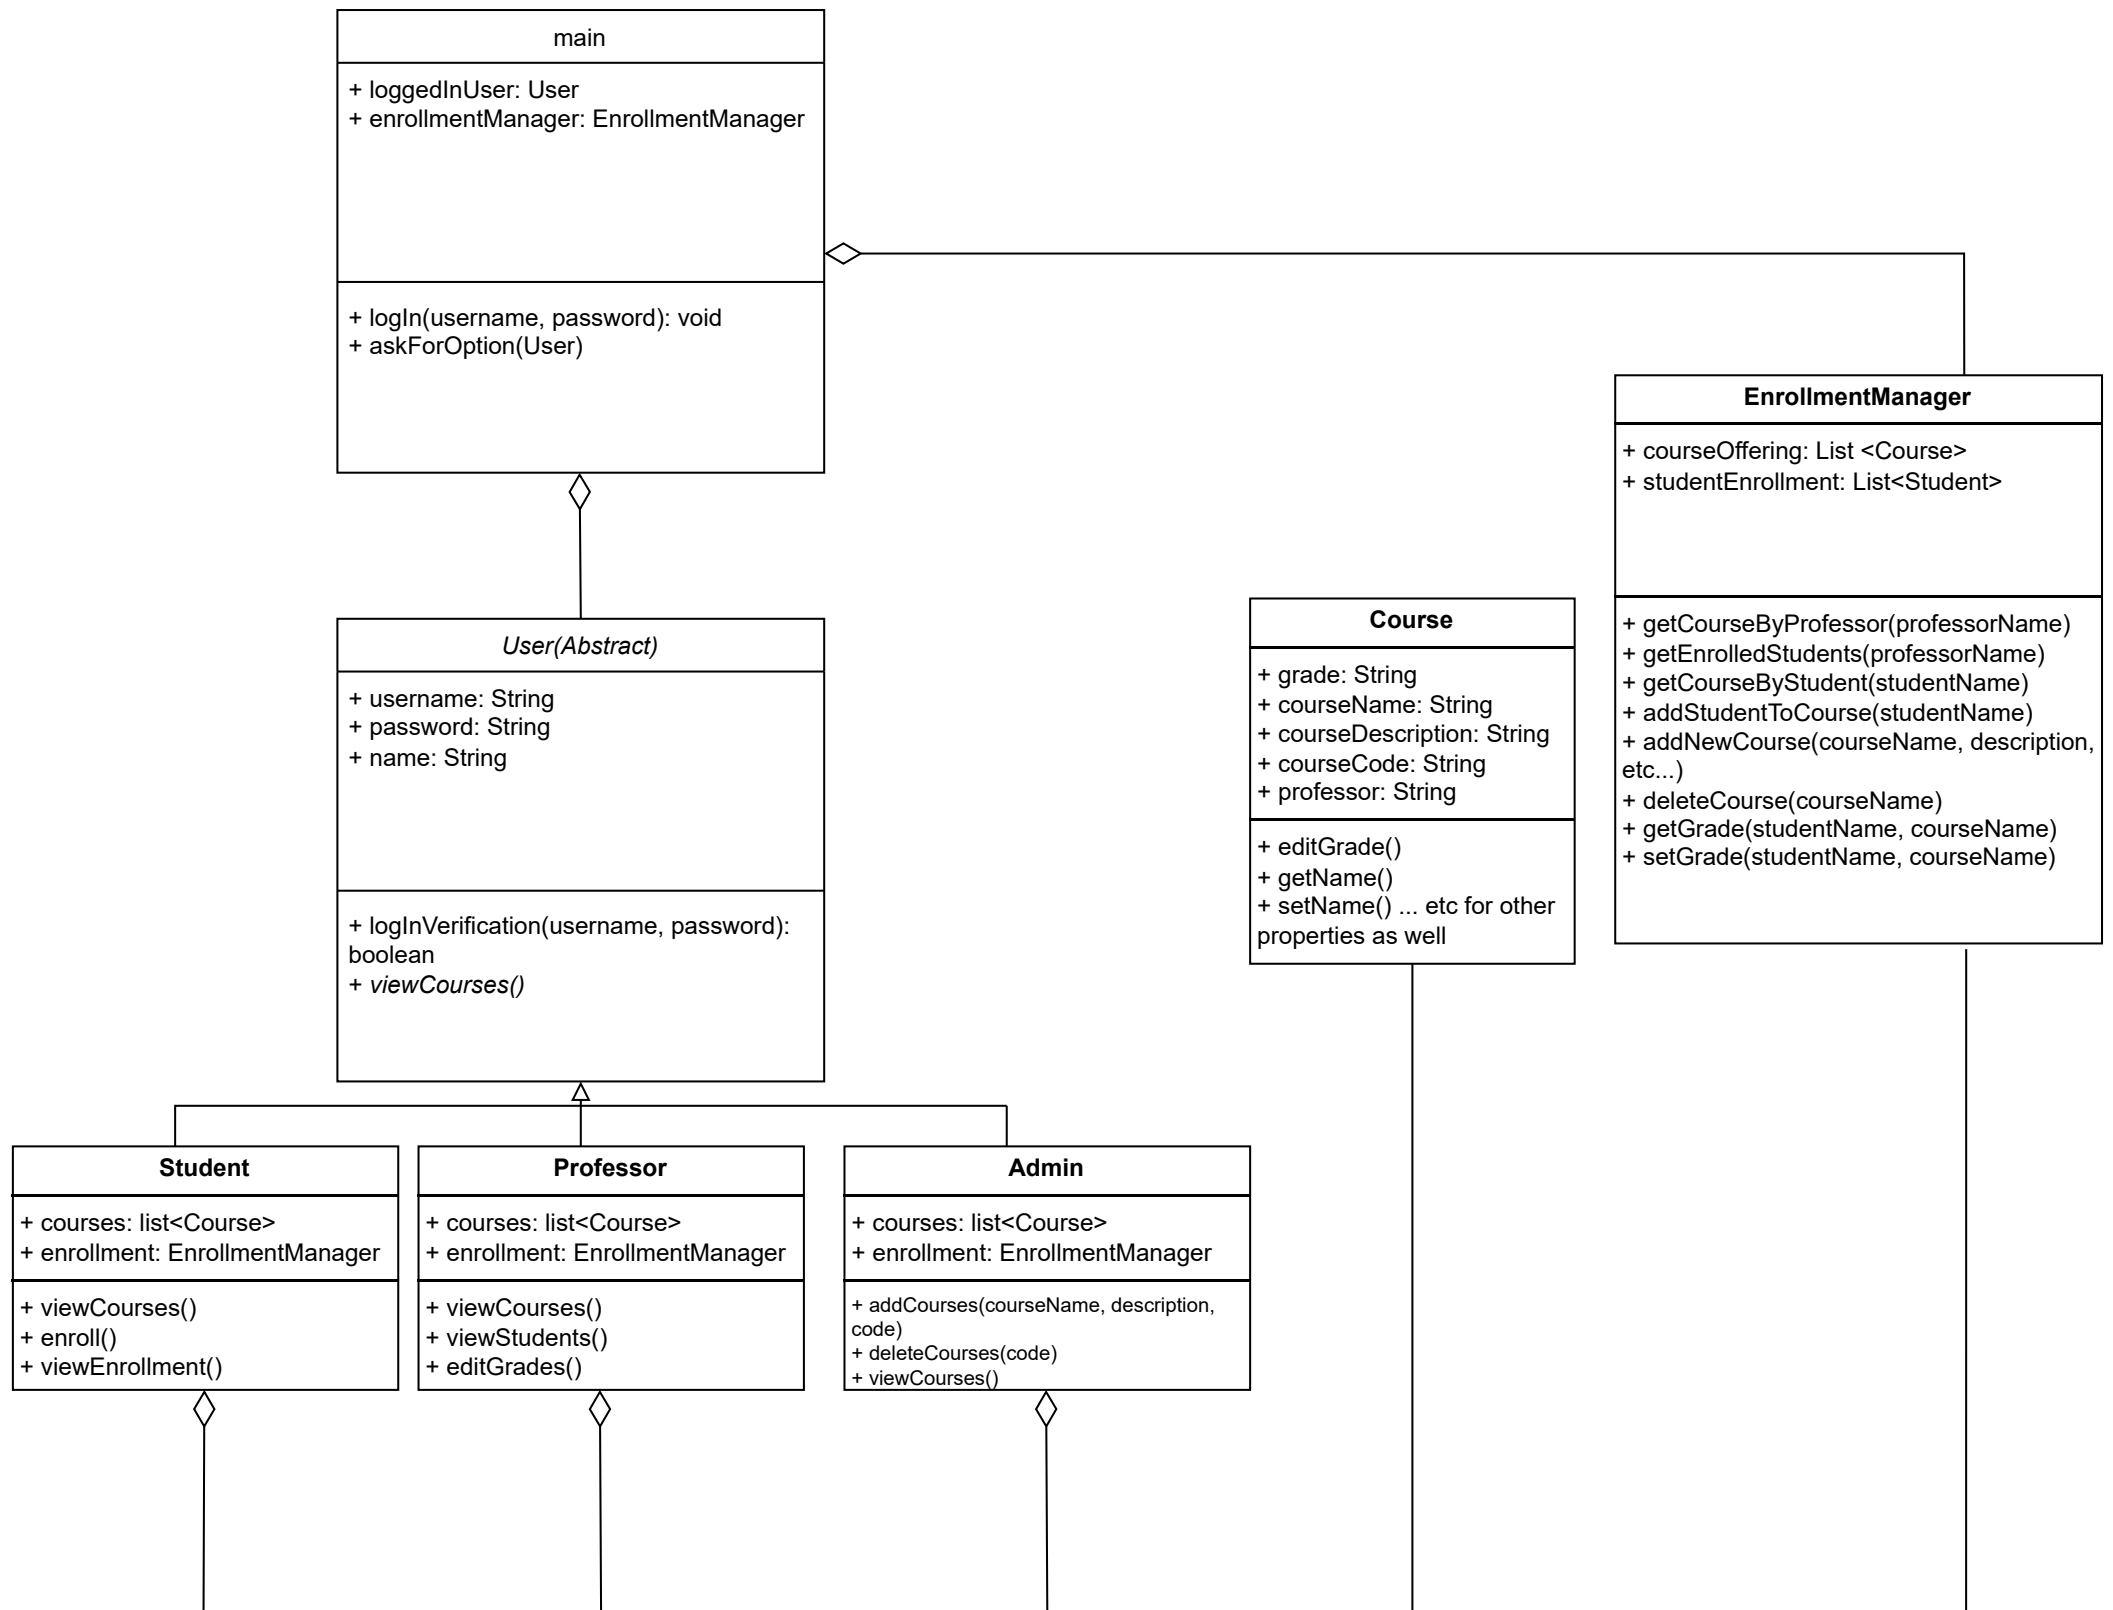 main
+ loggedInUser: User
+ enrollmentManager: EnrollmentManager
+ logIn(username, password): void
+ askForOption(User)
EnrollmentManager
+ courseOffering: List <Course>
+ studentEnrollment: List<Student>
+ getCourseByProfessor(professorName)
+ getEnrolledStudents(professorName)
+ getCourseByStudent(studentName)
+ addStudentToCourse(studentName)
+ addNewCourse(courseName, description,
etc...)
+ deleteCourse(courseName)
+ getGrade(studentName, courseName)
+ setGrade(studentName, courseName)
Course
+ grade: String
+ courseName: String
+ courseDescription: String
+ courseCode: String
+ professor: String
+ editGrade()
+ getName()
+ setName() ... etc for other
properties as well
User(Abstract)
+ username: String
+ password: String
+ name: String
+ logInVerification(username, password):
boolean
+ viewCourses()
Student
+ courses: list<Course>
+ enrollment: EnrollmentManager
+ viewCourses()
+ enroll()
+ viewEnrollment()
Professor
+ courses: list<Course>
+ enrollment: EnrollmentManager
+ viewCourses()
+ viewStudents()
+ editGrades()
Admin
+ courses: list<Course>
+ enrollment: EnrollmentManager
+ addCourses(courseName, description,
code)
+ deleteCourses(code)
+ viewCourses()